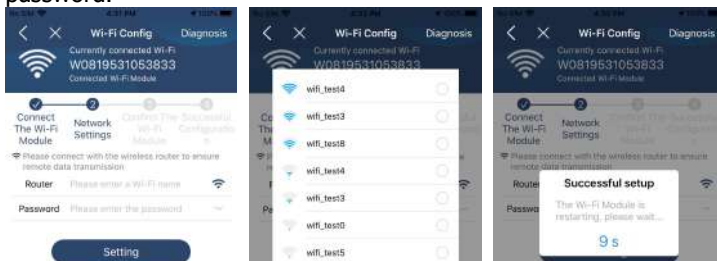 password.
4:31 PM
Wi-Fi Config
Diagnosis
Currently connected Wi-Fi
W0819531053833
Connected Wi-Fi Module
2
Connect The Wi-Fi Module
Network Settings
Please connect with the wireless router to ensure
remote data transmission
Router Please enter a Wi-Fi name
Password Please enter the password
Setting
Wi-Fi Config
Diagnosis
Currently connected Wi-Fi
W0819531053833
wifi_test4
wifi_test3
wifi_test8
wifi_test4
wifi_test3
wifi_test0
wifi_test5
Wi-Fi Config
Diagnosis
Currently connected Wi-Fi
W0819531053833
Connected Wi-Fi Module
2
Connect
The Wi-Fi
Module
Network
Settings
Please connect with the wireless router to ensure
Successful setup
The Wi-Fi Module is
restarting, please wait...
9 s